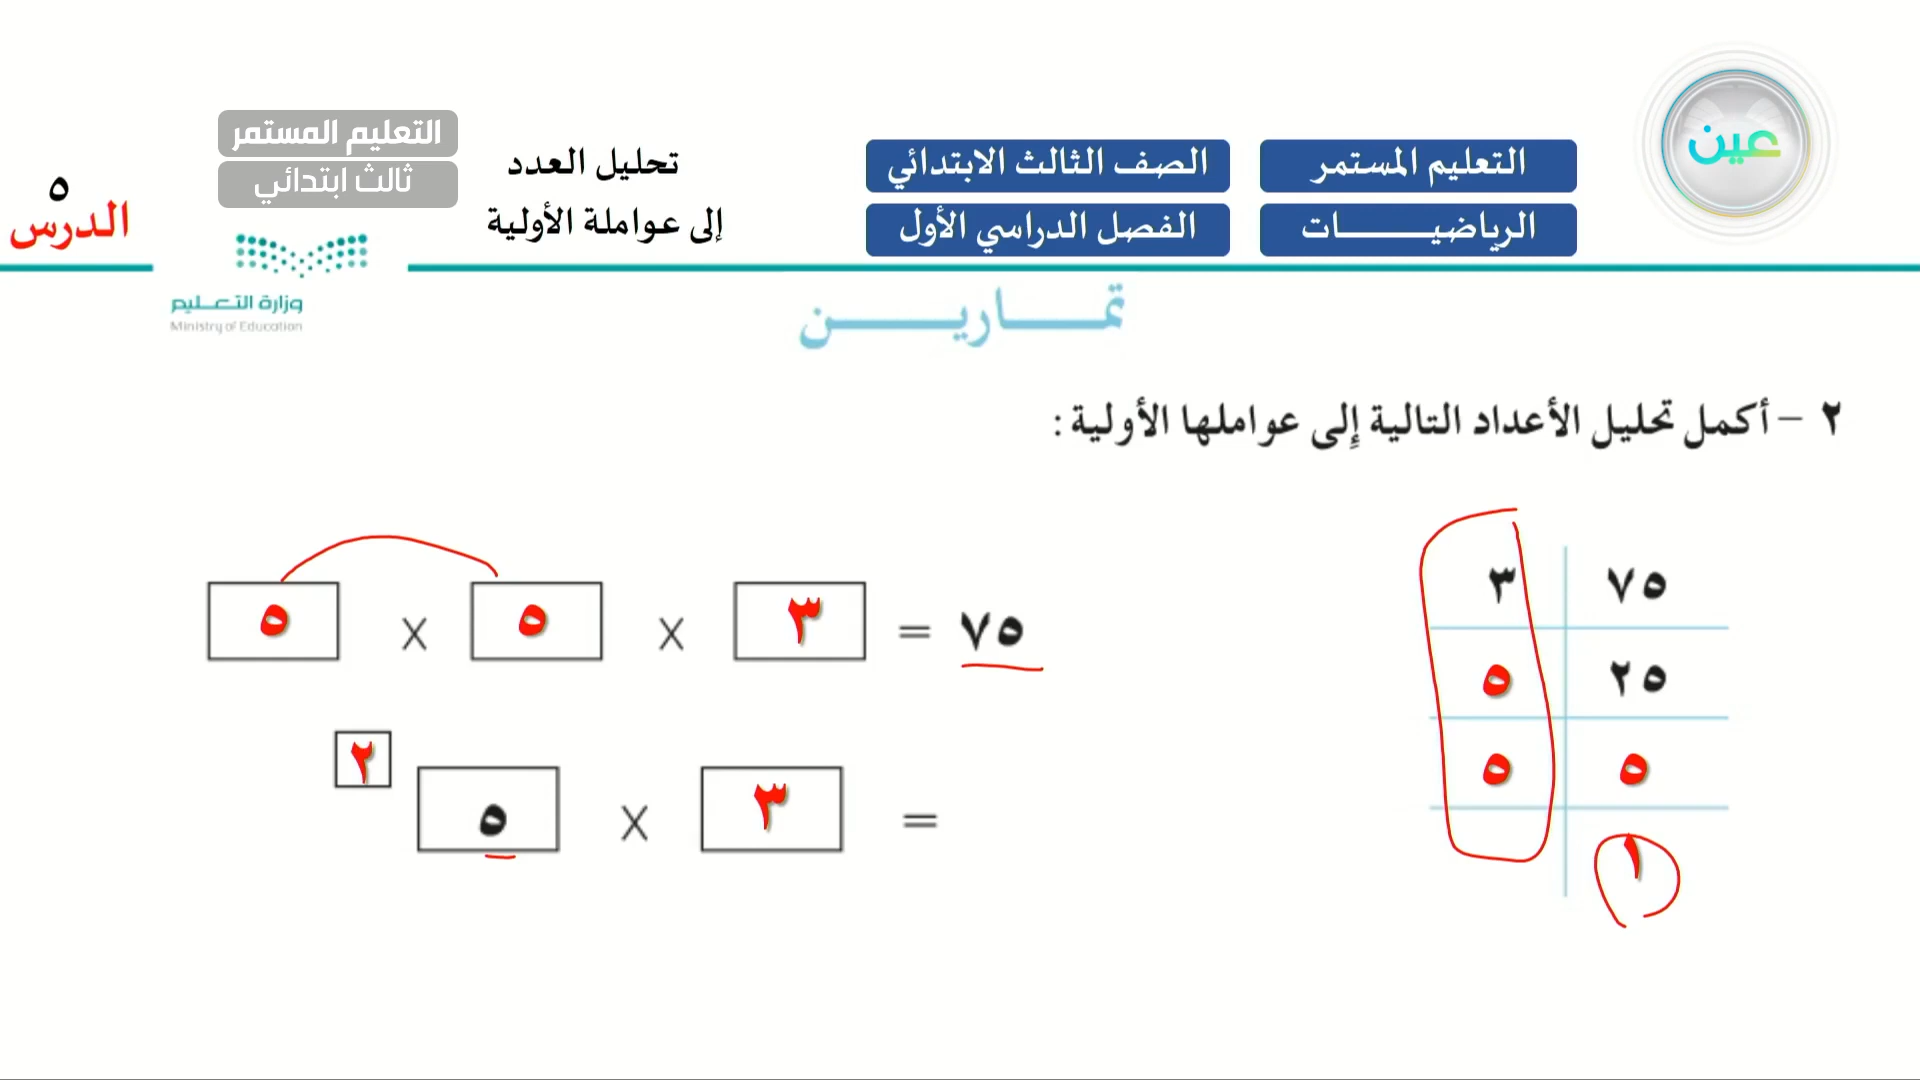 عين
التعليم المستمر
الصف الثالث الابتدائي
الرياضيــــــات
الفصل الدراسي الأول
تحليل العدد
إلى عواملة الأولية
التعليم المستمر
ثالث ابتدائي
٥
الدرس
وزارة التعـليم
Ministry of Education
تمـــاريـــن
٢ – أكمل تحليل الأعداد التالية إلى عواملها الأولية :
٧٥ ٣
٢٥ ٥
٥ ٥
١
٧٥ = ٣ × ٥ × ٥
= ٣ × ٥ ٢